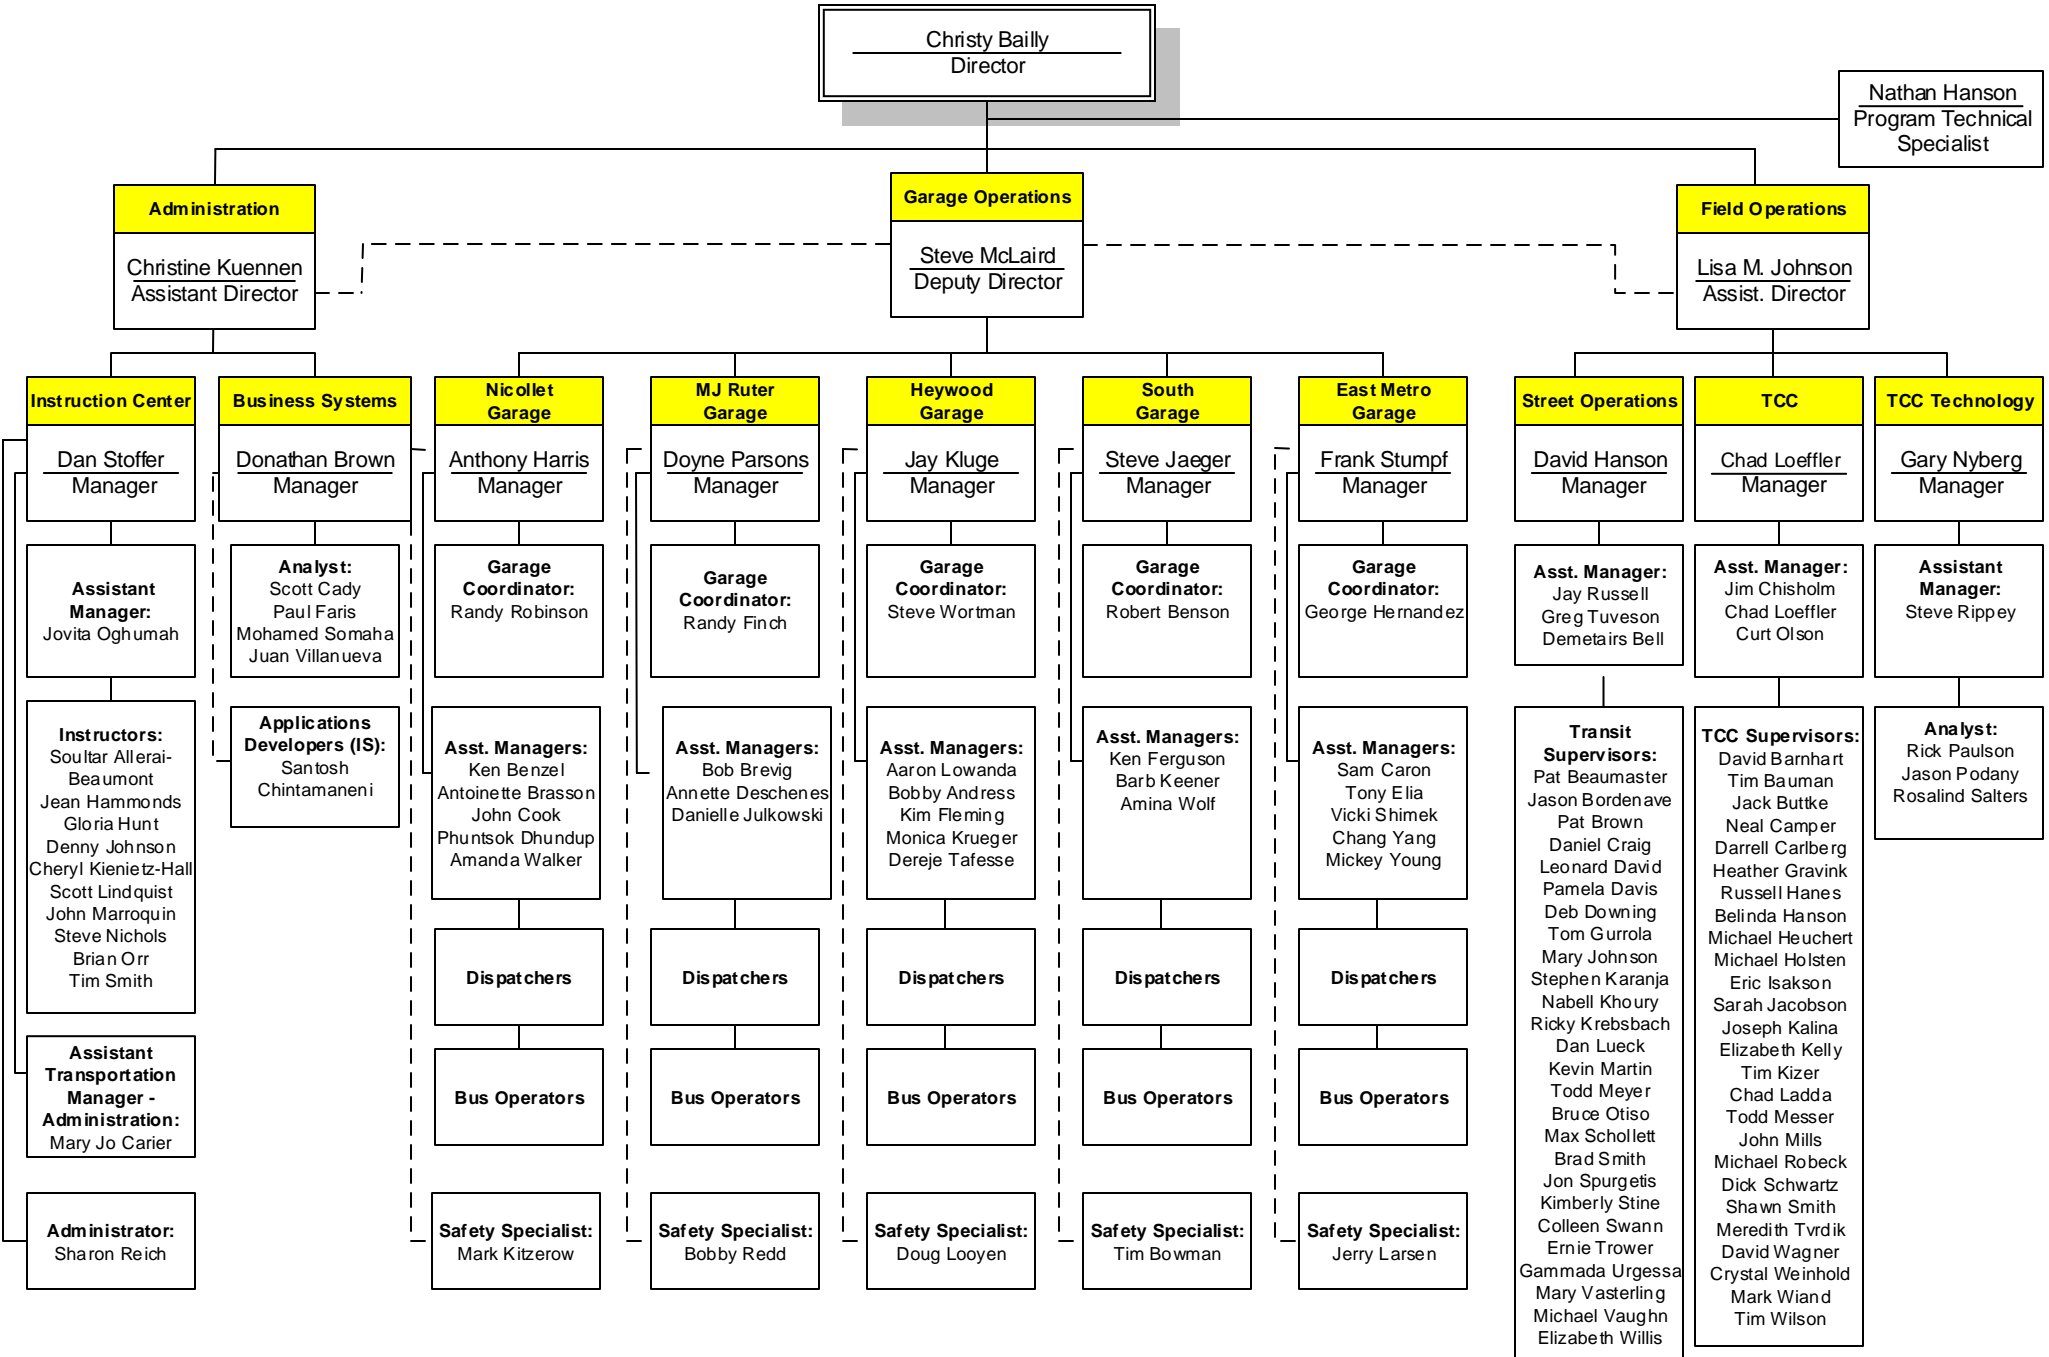 Christy Bailly
Director
Nathan Hanson
Program Technical
Specialist
Administration
Christine Kuennen
Assistant Director
Garage Operations
Steve McLaird
Deputy Director
Field Operations
Lisa M. Johnson
Assist. Director
Instruction Center
Dan Stoffer
Manager
Assistant
Manager:
Jovita Oghumah
Instructors:
Soultar Allerai-
Beaumont
Jean Hammonds
Gloria Hunt
Denny Johnson
Cheryl Kienietz-Hall
Scott Lindquist
John Marroquin
Steve Nichols
Brian Orr
Tim Smith
Assistant
Transportation
Manager -
Administration:
Mary Jo Carier
Administrator:
Sharon Reich
Business Systems
Donathan Brown
Manager
Analyst:
Scott Cady
Paul Faris
Mohamed Somaha
Juan Villanueva
Applications
Developers (IS):
Santosh
Chintamaneni
Nicollet
Garage
Anthony Harris
Manager
Garage
Coordinator:
Randy Robinson
Asst. Managers:
Ken Benzel
Antoinette Brasson
John Cook
Phuntsok Dhundup
Amanda Walker
Dispatchers
Bus Operators
Safety Specialist:
Mark Kitzerow
MJ Ruter
Garage
Doyne Parsons
Manager
Garage
Coordinator:
Randy Finch
Asst. Managers:
Bob Brevig
Annette Deschenes
Danielle Julkowski
Dispatchers
Bus Operators
Safety Specialist:
Bobby Redd
Heywood
Garage
Jay Kluge
Manager
Garage
Coordinator:
Steve Wortman
Asst. Managers:
Aaron Lowanda
Bobby Andress
Kim Fleming
Monica Krueger
Dereje Tafesse
Dispatchers
Bus Operators
Safety Specialist:
Doug Looyen
South
Garage
Steve Jaeger
Manager
Garage
Coordinator:
Robert Benson
Asst. Managers:
Ken Ferguson
Barb Keener
Amina Wolf
Dispatchers
Bus Operators
Safety Specialist:
Tim Bowman
East Metro
Garage
Frank Stumpf
Manager
Garage
Coordinator:
George Hernandez
Asst. Managers:
Sam Caron
Tony Elia
Vicki Shimek
Chang Yang
Mickey Young
Dispatchers
Bus Operators
Safety Specialist:
Jerry Larsen
Street Operations
David Hanson
Manager
Asst. Manager:
Jay Russell
Greg Tuveson
Demetairs Bell
Transit
Supervisors:
Pat Beaumaster
Jason Bordenave
Pat Brown
Daniel Craig
Leonard David
Pamela Davis
Deb Downing
Tom Gurrola
Mary Johnson
Stephen Karanja
Nabell Khoury
Ricky Krebsbach
Dan Lueck
Kevin Martin
Todd Meyer
Bruce Otiso
Max Schollett
Brad Smith
Jon Spurgetis
Kimberly Stine
Colleen Swann
Ernie Trower
Gammada Urgessa
Mary Vasterling
Michael Vaughn
Elizabeth Willis
TCC
Chad Loeffler
Manager
Asst. Manager:
Jim Chisholm
Chad Loeffler
Curt Olson
TCC Supervisors:
David Barnhart
Tim Bauman
Jack Buttke
Neal Camper
Darrell Carlberg
Heather Gravink
Russell Hanes
Belinda Hanson
Michael Heuchert
Michael Holsten
Eric Isakson
Sarah Jacobson
Joseph Kalina
Elizabeth Kelly
Tim Kizer
Chad Ladda
Todd Messer
John Mills
Michael Robeck
Dick Schwartz
Shawn Smith
Meredith Tvrdik
David Wagner
Crystal Weinhold
Mark Wiand
Tim Wilson
TCC Technology
Gary Nyberg
Manager
Assistant
Manager:
Steve Rippey
Analyst:
Rick Paulson
Jason Podany
Rosalind Salters